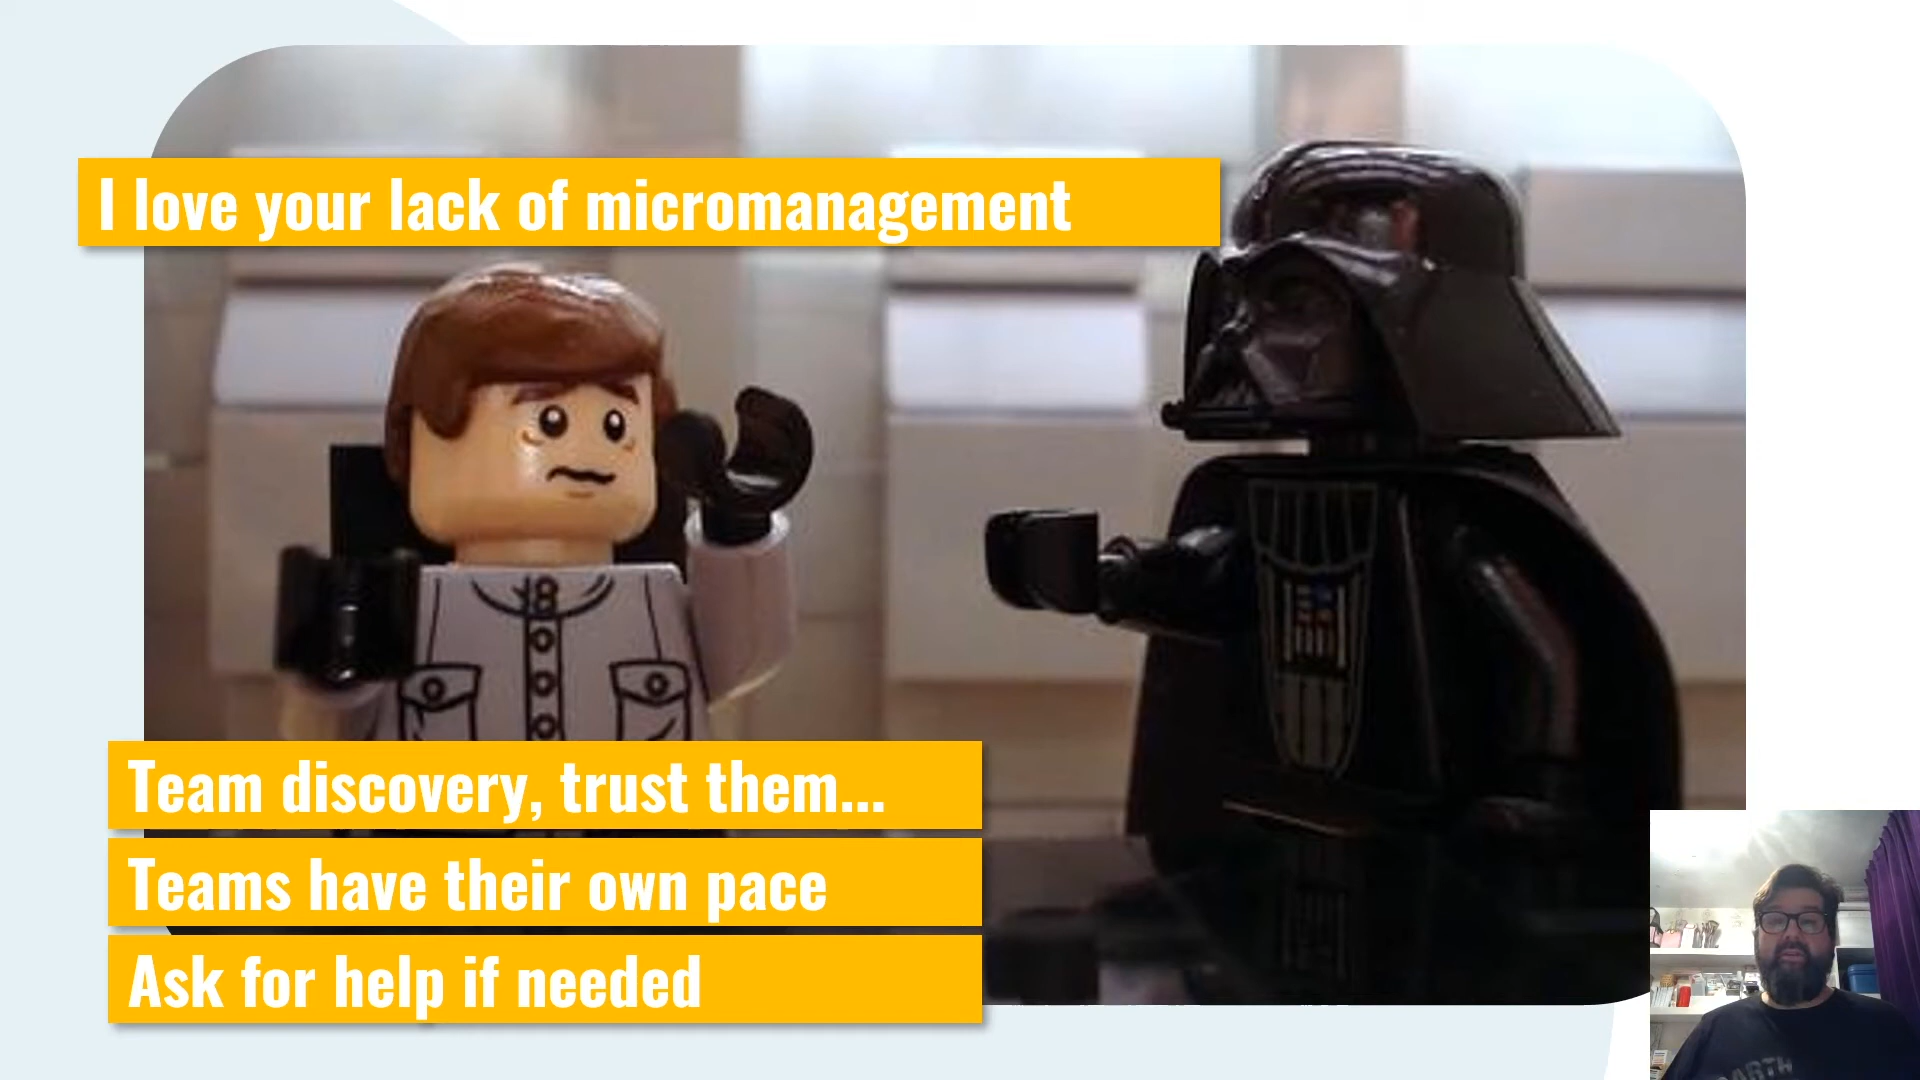 I love your lack of micromanagement
Team discovery, trust them...
Teams have their own pace
Ask for help if needed